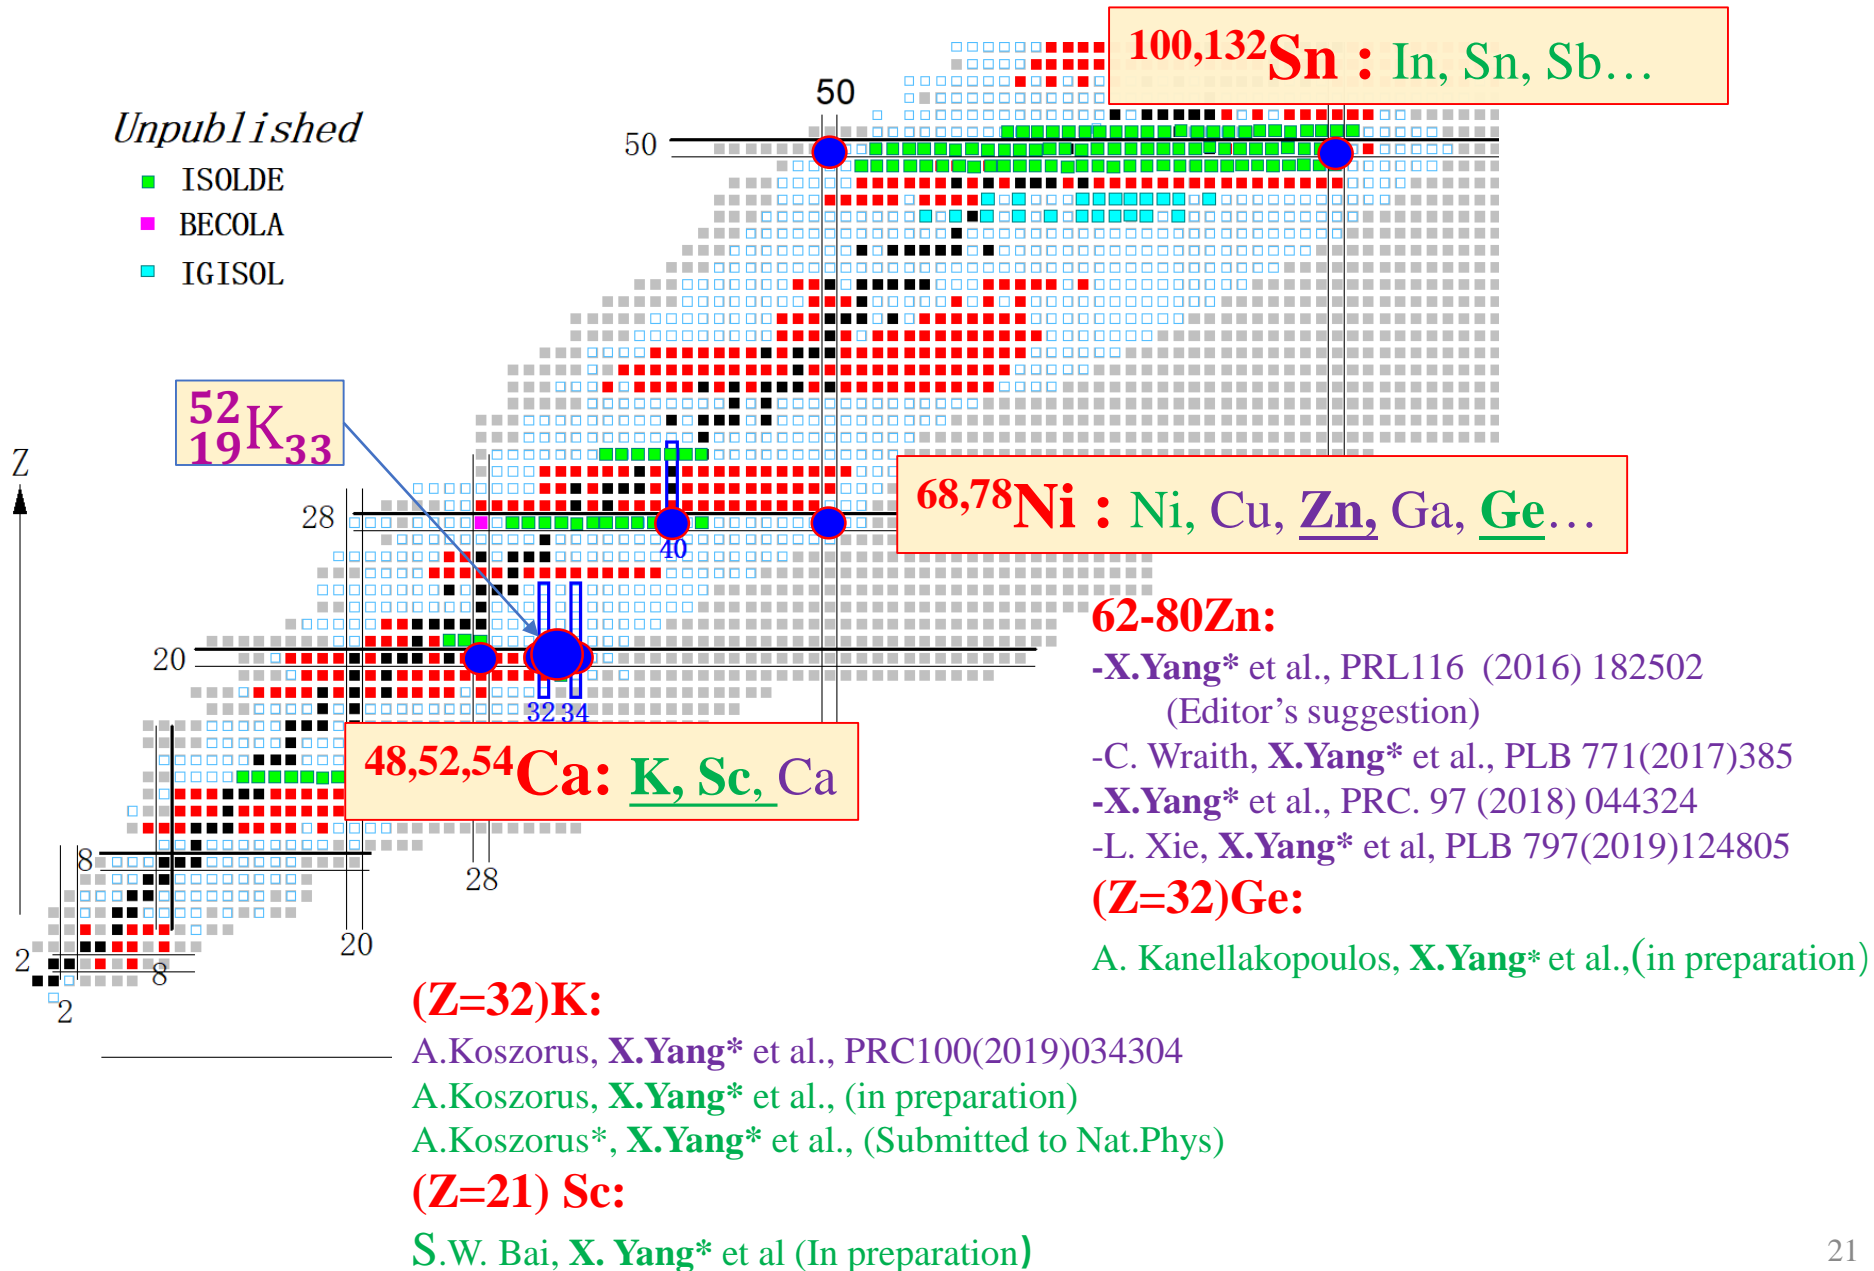 100,132Sn : In, Sn, Sb…
50
Unpublished
50
ISOLDE
BECOLA
IGISOL
52 19K33
Z
28
68,78Ni : Ni, Cu, Zn, Ga, Ge…
40
62-80Zn:
20
-X.Yang* et al., PRL116 (2016) 182502
(Editor’s suggestion)
32 34
48,52,54Ca: K, Sc, Ca
-C. Wraith, X.Yang* et al., PLB 771(2017)385
-X.Yang* et al., PRC. 97 (2018) 044324
-L. Xie, X.Yang* et al, PLB 797(2019)124805
8
28
(Z=32)Ge:
20
2
8
A. Kanellakopoulos, X.Yang* et al.,(in preparation)
2
(Z=32)K:
A.Koszorus, X.Yang* et al., PRC100(2019)034304
A.Koszorus, X.Yang* et al., (in preparation)
A.Koszorus*, X.Yang* et al., (Submitted to Nat.Phys)
(Z=21) Sc:
S.W. Bai, X. Yang* et al (In preparation)
21